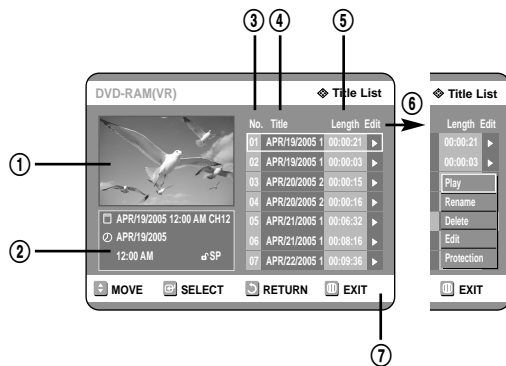 ③ ④ ⑤
DVD-RAM(VR) Title List
No. Title Length Edit
01 APR/19/2005 1 00:00:21
02 APR/19/2005 1 00:00:03
03 APR/20/2005 2 00:00:15
04 APR/20/2005 2 00:00:16
05 APR/21/2005 1 00:06:32
06 APR/21/2005 1 00:08:16
07 APR/22/2005 1 00:09:36
①
②
APR/19/2005 12:00 AM CH12
APR/19/2005
12:00 AM SP
MOVE SELECT RETURN EXIT
⑦
⑥
Title List
Length Edit
00:00:21
00:00:03
Play
Rename
Delete
Edit
Protection
EXIT